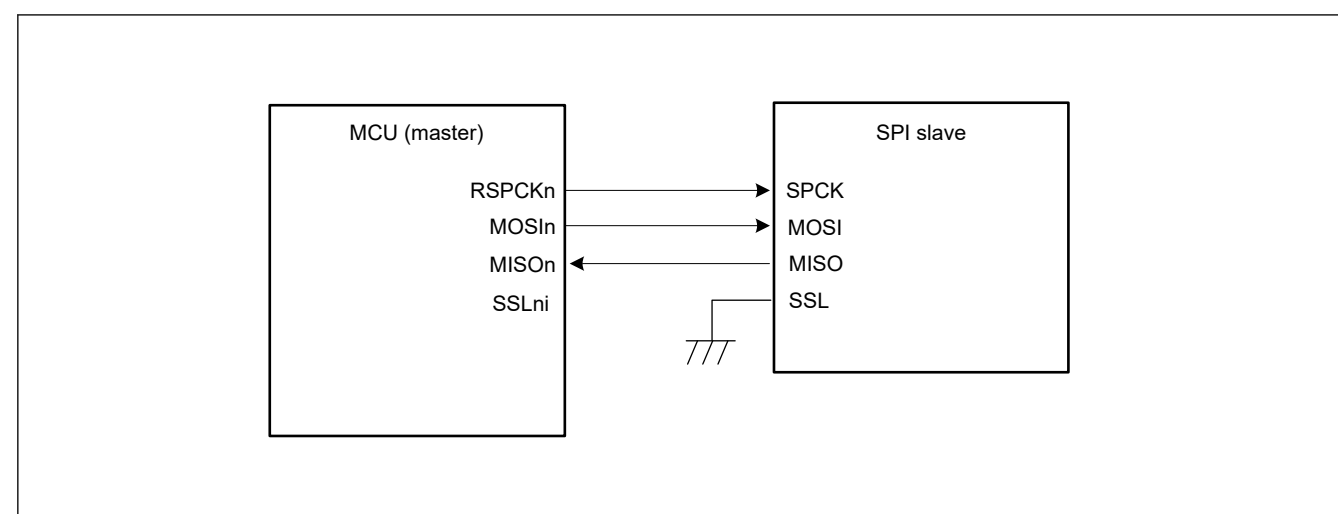 MCU (master)
RSPCKn
MOSIn
MISOn
SSLni
SPI slave
SPCK
MOSI
MISO
SSL